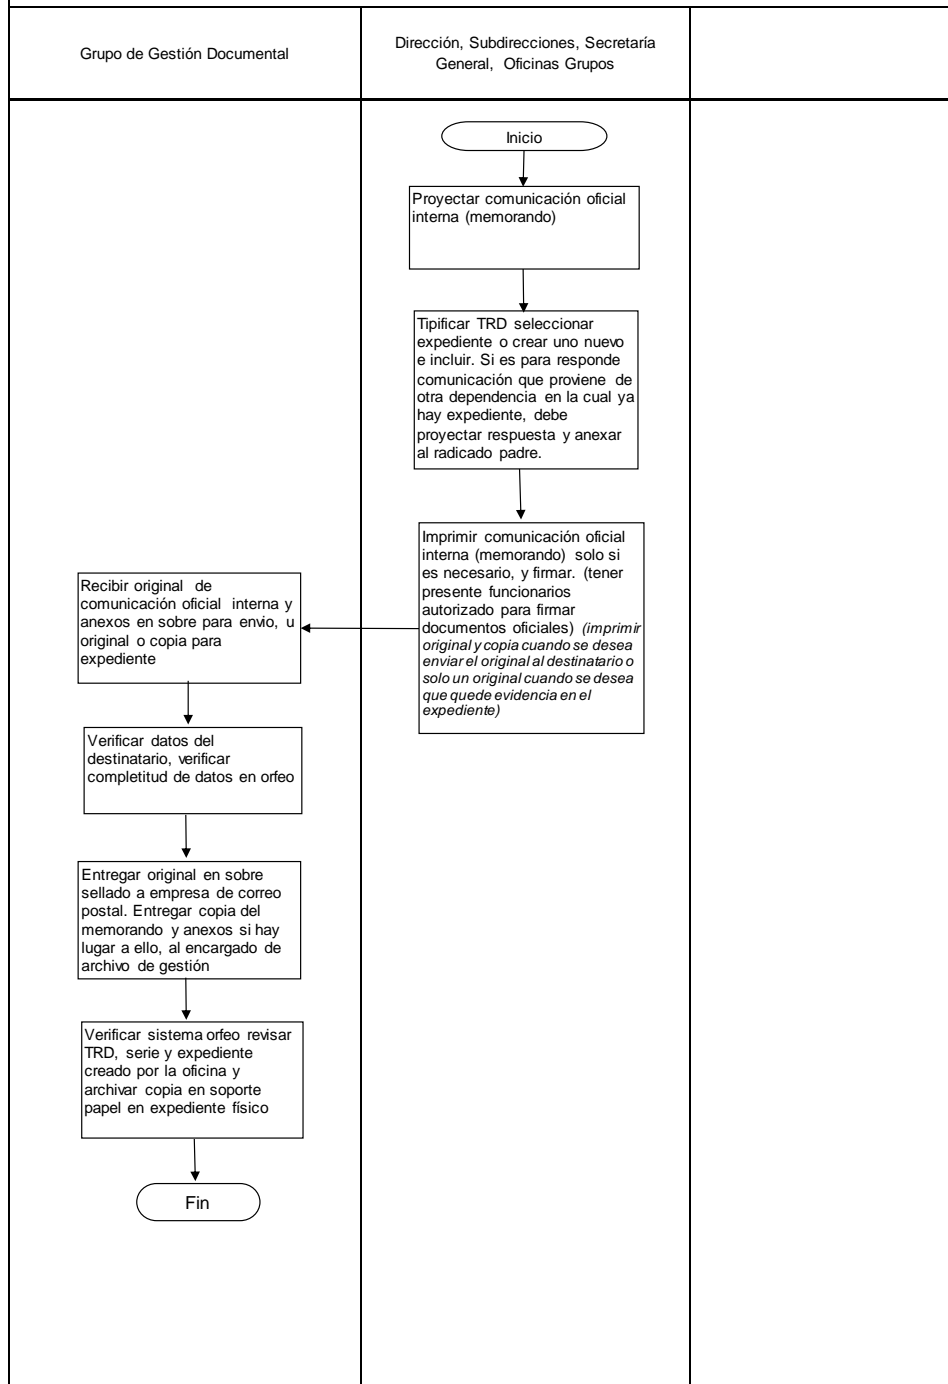 Grupo de Gestión Documental
Dirección, Subdirecciones, Secretaría
General, Oficinas Grupos
Inicio
Proyectar comunicación oficial
interna (memorando)
Tipificar TRD seleccionar
expediente o crear uno nuevo
e incluir. Si es para responde
comunicación que proviene de
otra dependencia en la cual ya
hay expediente, debe
proyectar respuesta y anexar
al radicado padre.
Imprimir comunicación oficial
interna (memorando) solo si
es necesario, y firmar. (tener
presente funcionarios
autorizado para firmar
documentos oficiales) (imprimir
original y copia cuando se desea
enviar el original al destinatario o
solo un original cuando se desea
que quede evidencia en el
expediente)
Recibir original de
comunicación oficial interna y
anexos en sobre para envio, u
original o copia para
expediente
Verificar datos del
destinatario, verificar
completitud de datos en orfeo
Entregar original en sobre
sellado a empresa de correo
postal. Entregar copia del
memorando y anexos si hay
lugar a ello, al encargado de
archivo de gestión
Verificar sistema orfeo revisar
TRD, serie y expediente
creado por la oficina y
archivar copia en soporte
papel en expediente físico
Fin